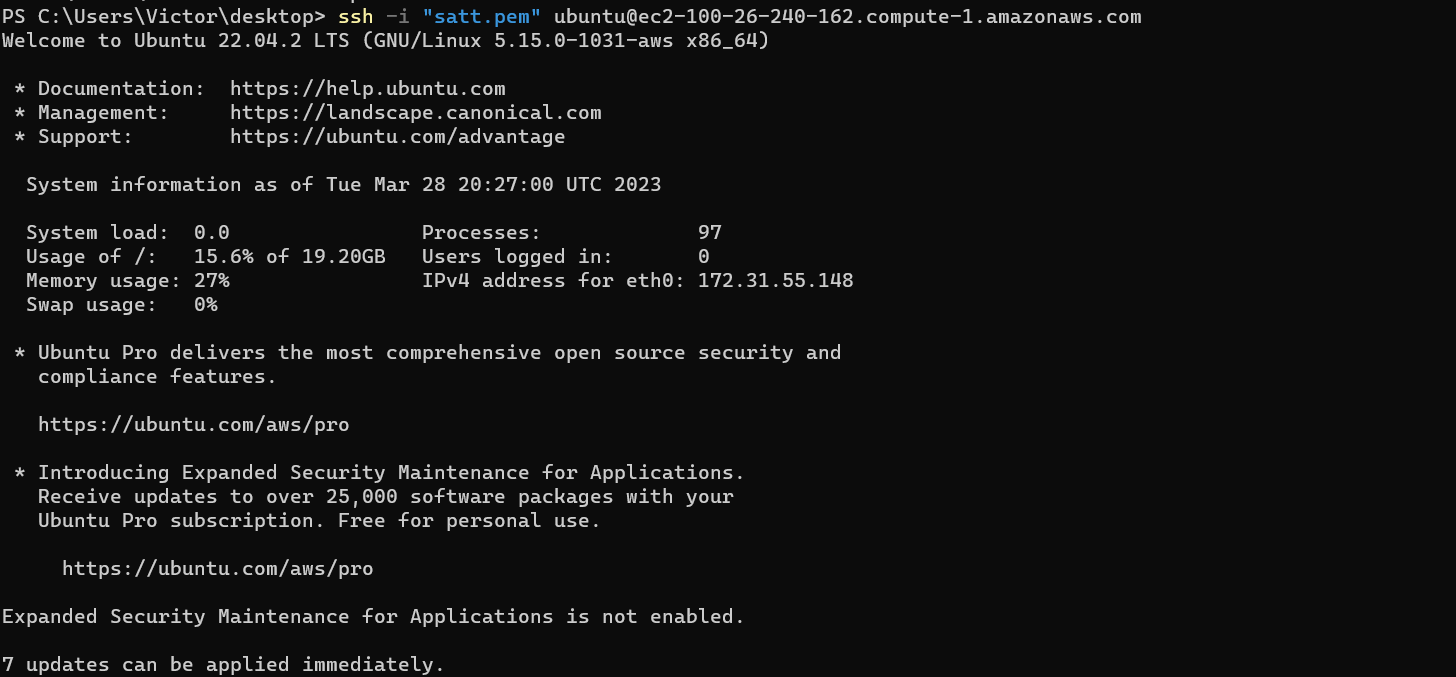 PS C:\Users\Victor\desktop> ssh -i "satt.pem" ubuntu@ec2-100-26-240-162.compute-1.amazonaws.com
Welcome to Ubuntu 22.04.2 LTS (GNU/Linux 5.15.0-1031-aws x86_64)

 * Documentation:  https://help.ubuntu.com
 * Management:     https://landscape.canonical.com
 * Support:        https://ubuntu.com/advantage

  System information as of Tue Mar 28 20:27:00 UTC 2023

  System load:  0.0                Processes:             97
  Usage of /:   15.6% of 19.20GB   Users logged in:       0
  Memory usage: 27%                IPv4 address for eth0: 172.31.55.148
  Swap usage:   0%

 * Ubuntu Pro delivers the most comprehensive open source security and
   compliance features.

   https://ubuntu.com/aws/pro

 * Introducing Expanded Security Maintenance for Applications.
   Receive updates to over 25,000 software packages with your
   Ubuntu Pro subscription. Free for personal use.

     https://ubuntu.com/aws/pro

Expanded Security Maintenance for Applications is not enabled.

7 updates can be applied immediately.